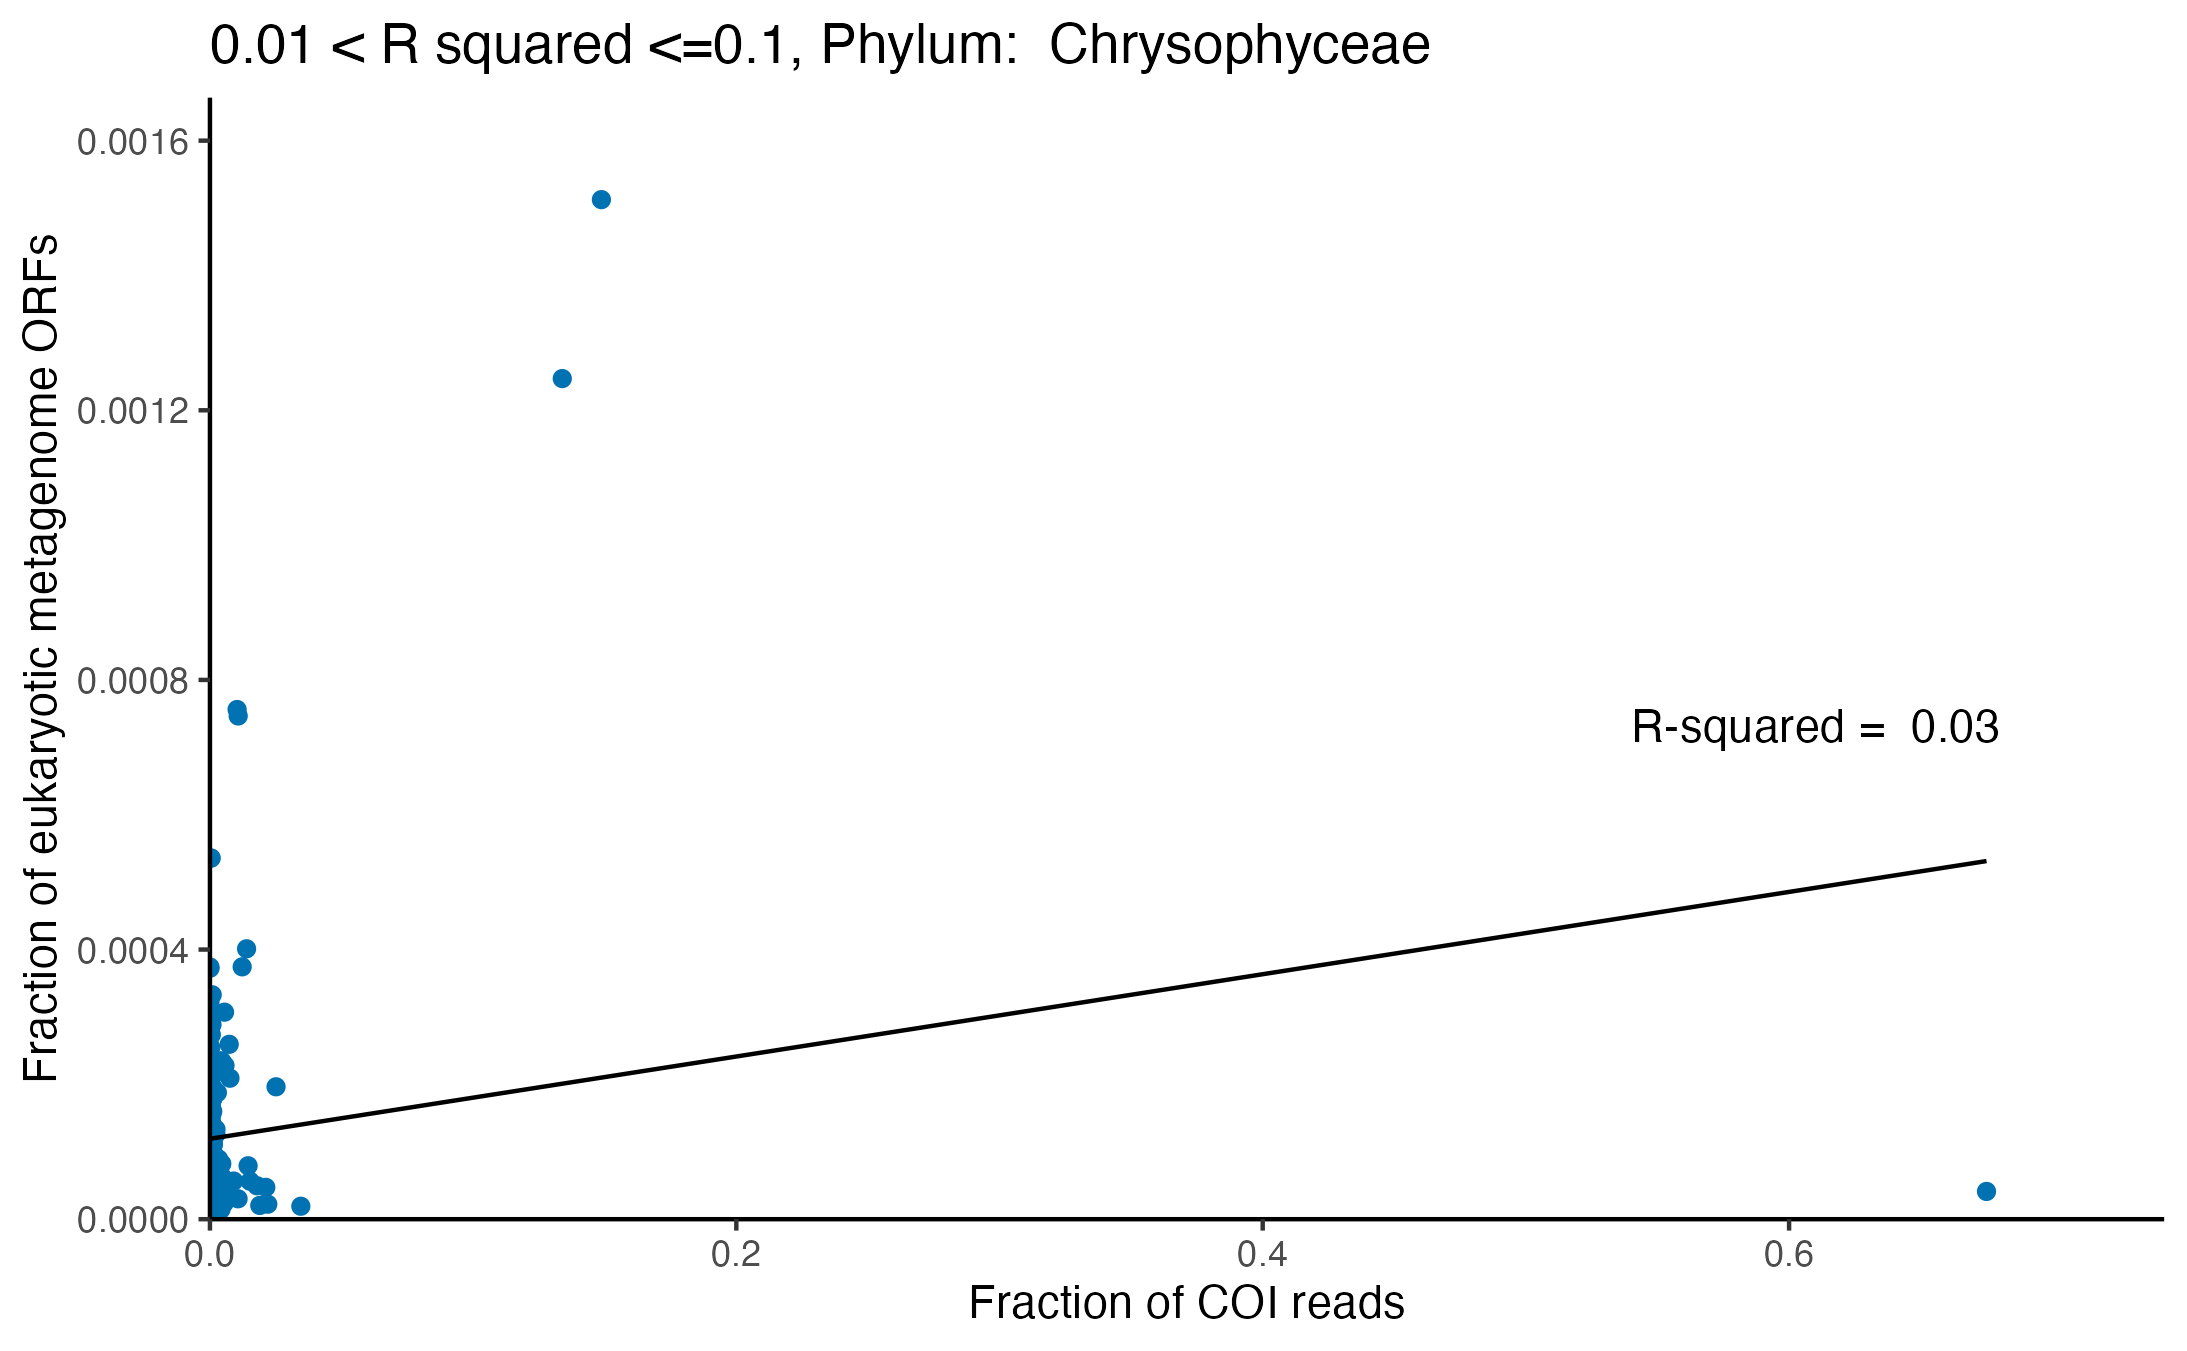 0.01 < R squared <=0.1, Phylum:  Chrysophyceae
Fraction of eukaryotic metagenome ORFs
0.0016
0.0012
0.0008
0.0004
0.0000
R-squared =  0.03
0.0
0.2
0.4
0.6
Fraction of COI reads